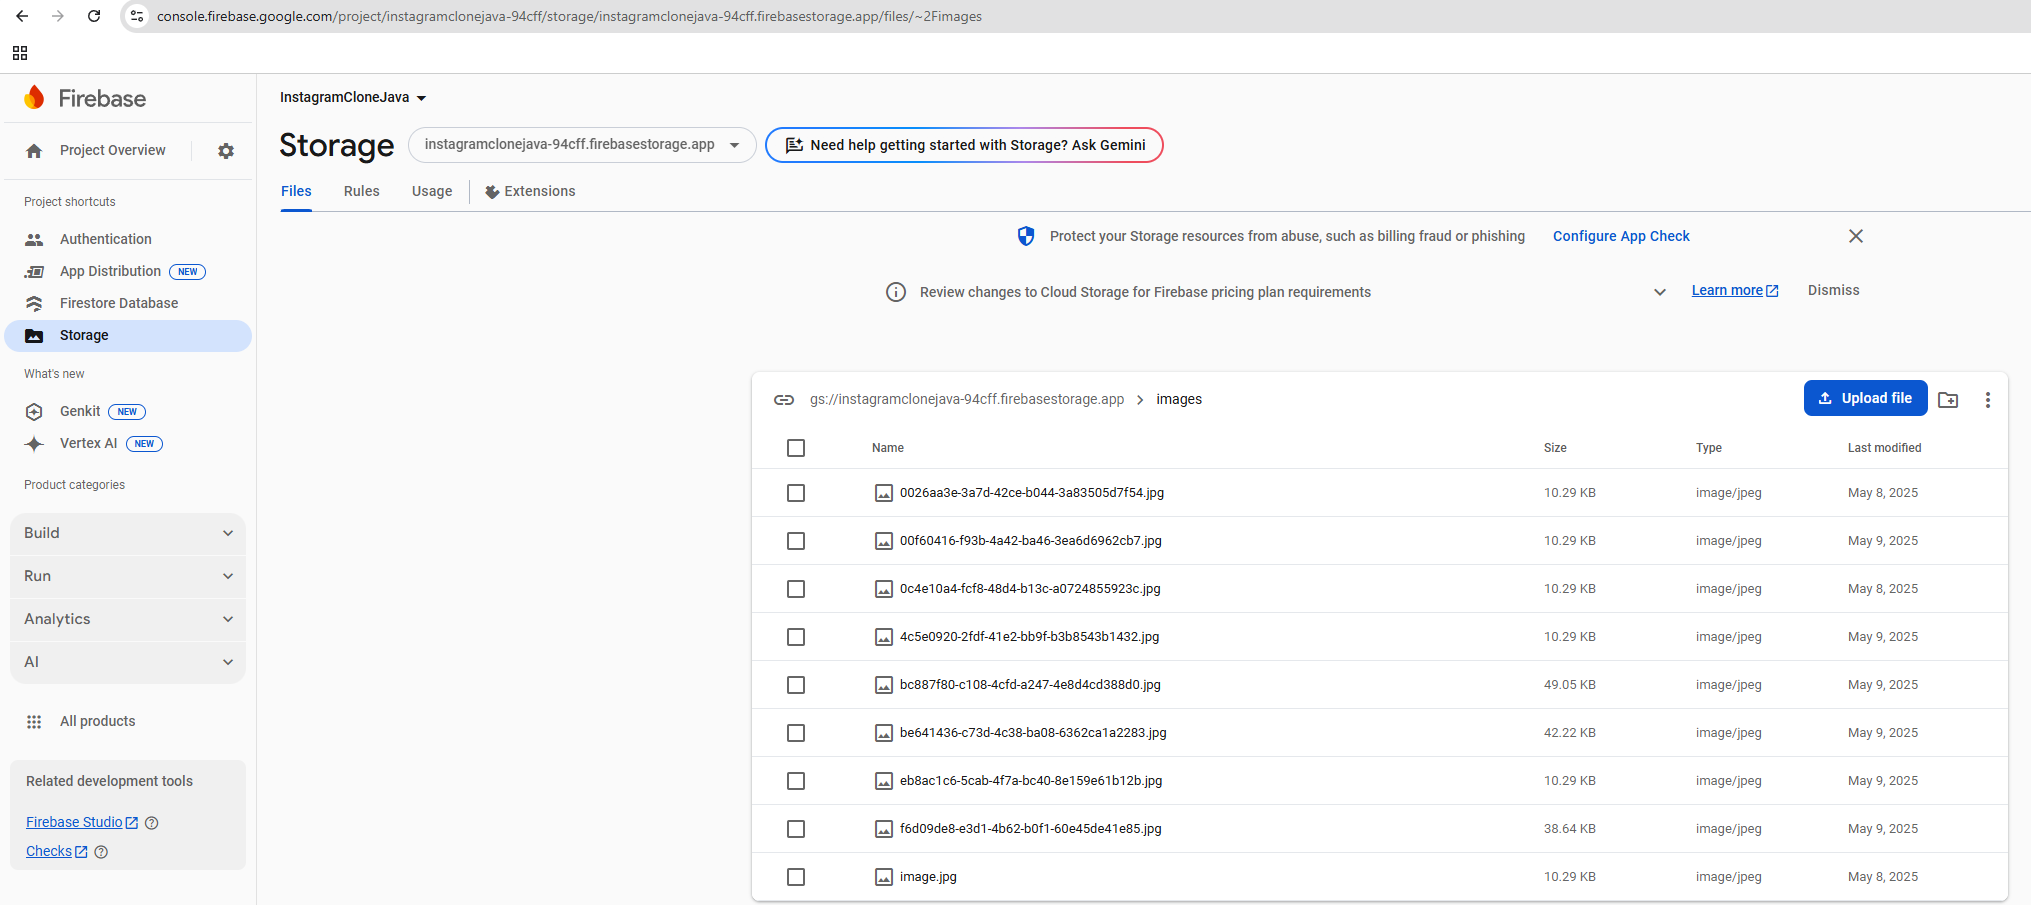 console.firebase.google.com/project/instagramclonejava-94cff/storage/instagramclonejava-94cff.firebasestorage.app/files/~2Fimages
Firebase
Project Overview
Project shortcuts
Authentication
App Distribution NEW
Firestore Database
Storage
What's new
Genkit NEW
Vertex AI NEW
Product categories
Build
Run
Analytics
AI
All products
Related development tools
Firebase Studio
Checks
InstagramCloneJava
Storage instagramclonejava-94cff.firebasestorage.app Need help getting started with Storage? Ask Gemini
Files Rules Usage Extensions
Protect your Storage resources from abuse, such as billing fraud or phishing Configure App Check
Review changes to Cloud Storage for Firebase pricing plan requirements Learn more Dismiss
gs://instagramclonejava-94cff.firebasestorage.app > images Upload file
Name Size Type Last modified
0026aa3e-3a7d-42ce-b044-3a83505d7f54.jpg 10.29 KB image/jpeg May 8, 2025
00f60416-f93b-4a42-ba46-3ea6d6962cb7.jpg 10.29 KB image/jpeg May 9, 2025
0c4e10a4-fcf8-48d4-b13c-a0724855923c.jpg 10.29 KB image/jpeg May 8, 2025
4c5e0920-2fdf-41e2-bb9f-b3b8543b1432.jpg 10.29 KB image/jpeg May 9, 2025
bc887f80-c108-4cfd-a247-4e8d4cd388d0.jpg 49.05 KB image/jpeg May 9, 2025
be641436-c73d-4c38-ba08-6362ca1a2283.jpg 42.22 KB image/jpeg May 9, 2025
eb8ac1c6-5cab-4f7a-bc40-8e159e61b12b.jpg 10.29 KB image/jpeg May 9, 2025
f6d09de8-e3d1-4b62-b0f1-60e45de41e85.jpg 38.64 KB image/jpeg May 9, 2025
image.jpg 10.29 KB image/jpeg May 8, 2025